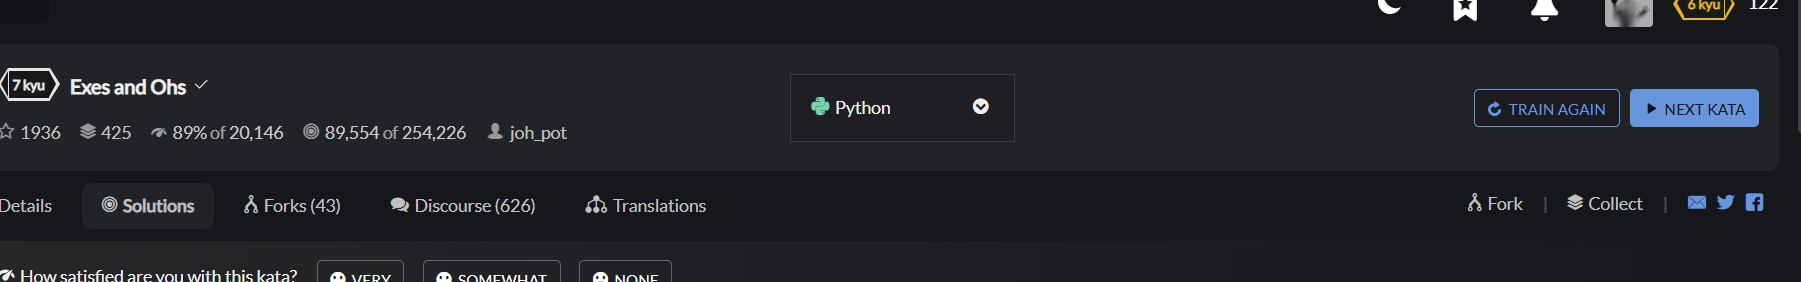 6 kyu 122
7 kyu Exes and Ohs
Python
TRAIN AGAIN NEXT KATA
1936 425 89% of 20,146 89,554 of 254,226 joh_pot
Details Solutions Forks (43) Discourse (626) Translations Fork | Collect |
How satisfied are you with this kata? VERY SOMEWHAT NONE